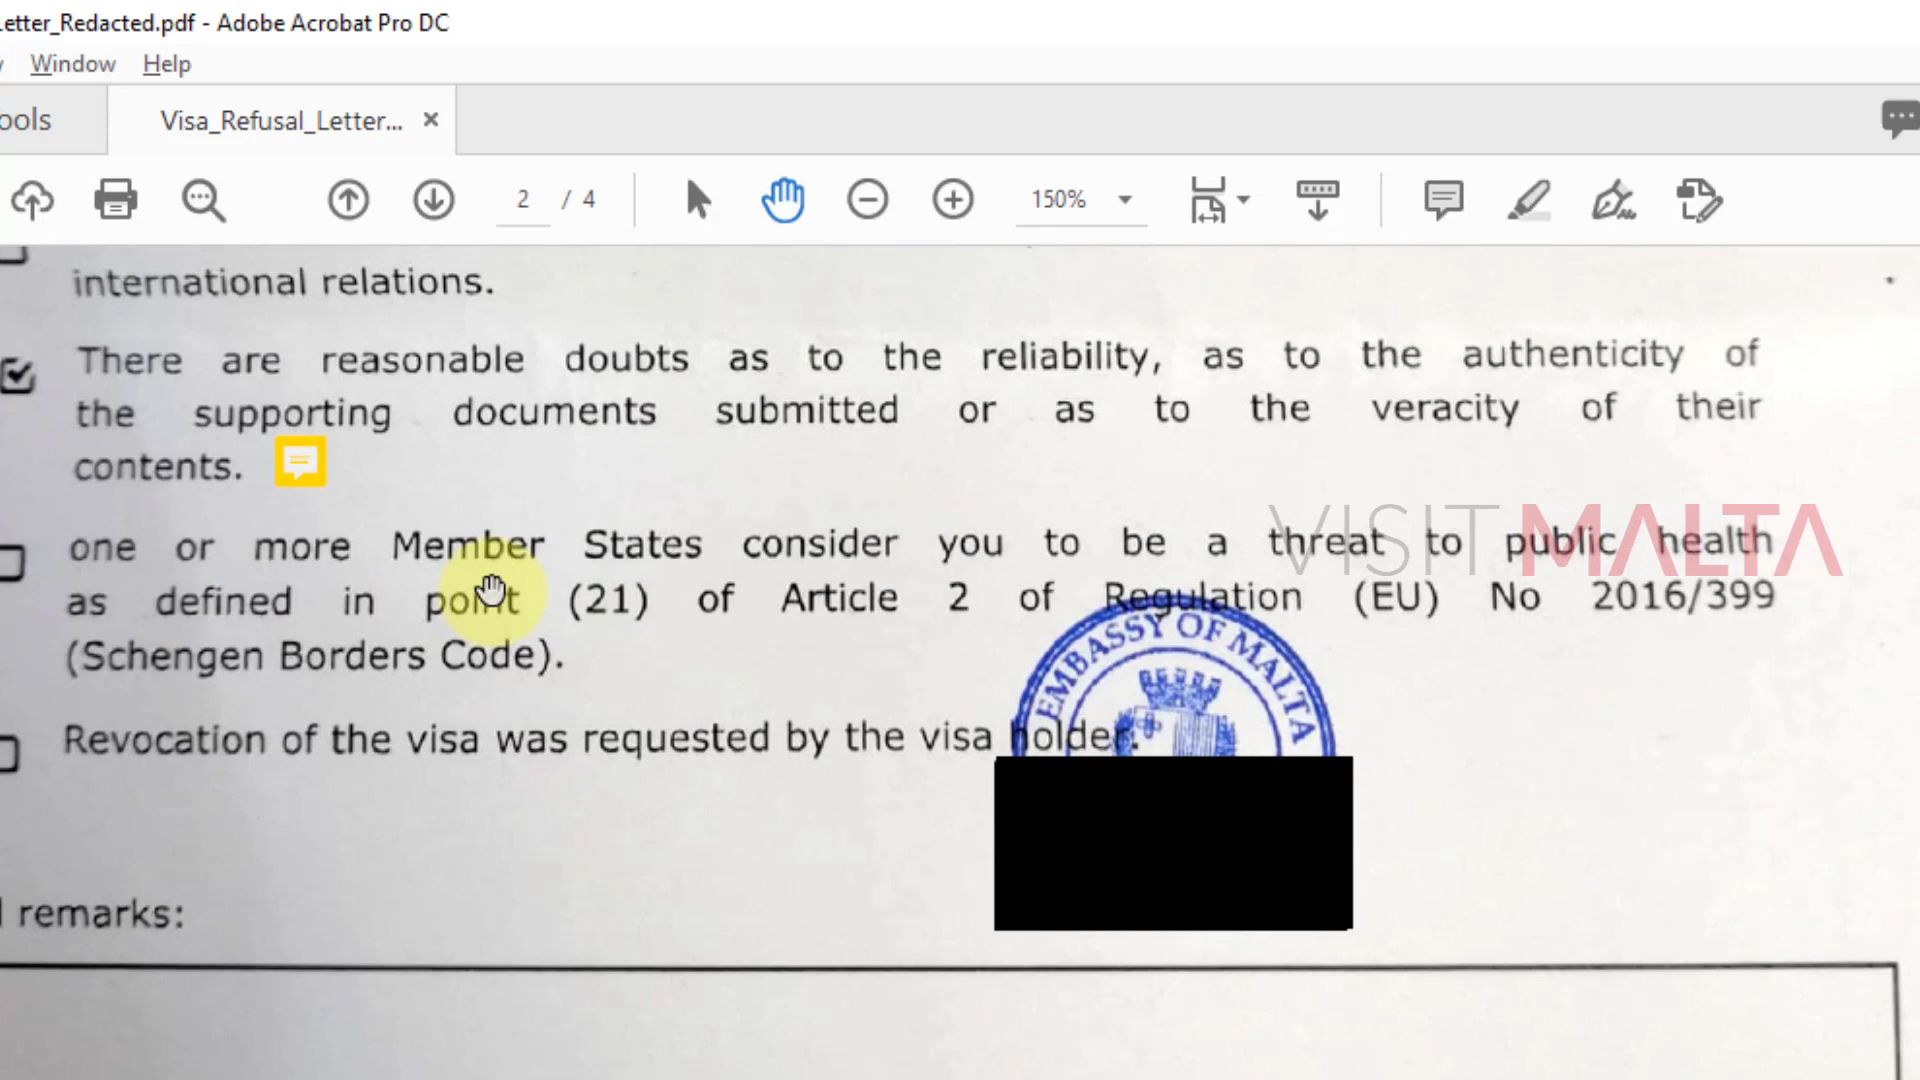 etter_Redacted.pdf - Adobe Acrobat Pro DC
Window Help
ools
Visa_Refusal_Letter...
2 / 4
150%
international relations.
There are reasonable doubts as to the reliability, as to the authenticity of
the supporting documents submitted or as to the veracity of their
contents.
VISIT MALTA
one or more Member States consider you to be a threat to public health
as defined in point (21) of Article 2 of Regulation (EU) No 2016/399
(Schengen Borders Code).
EMBASSY OF MALTA
Revocation of the visa was requested by the visa holder.
remarks: